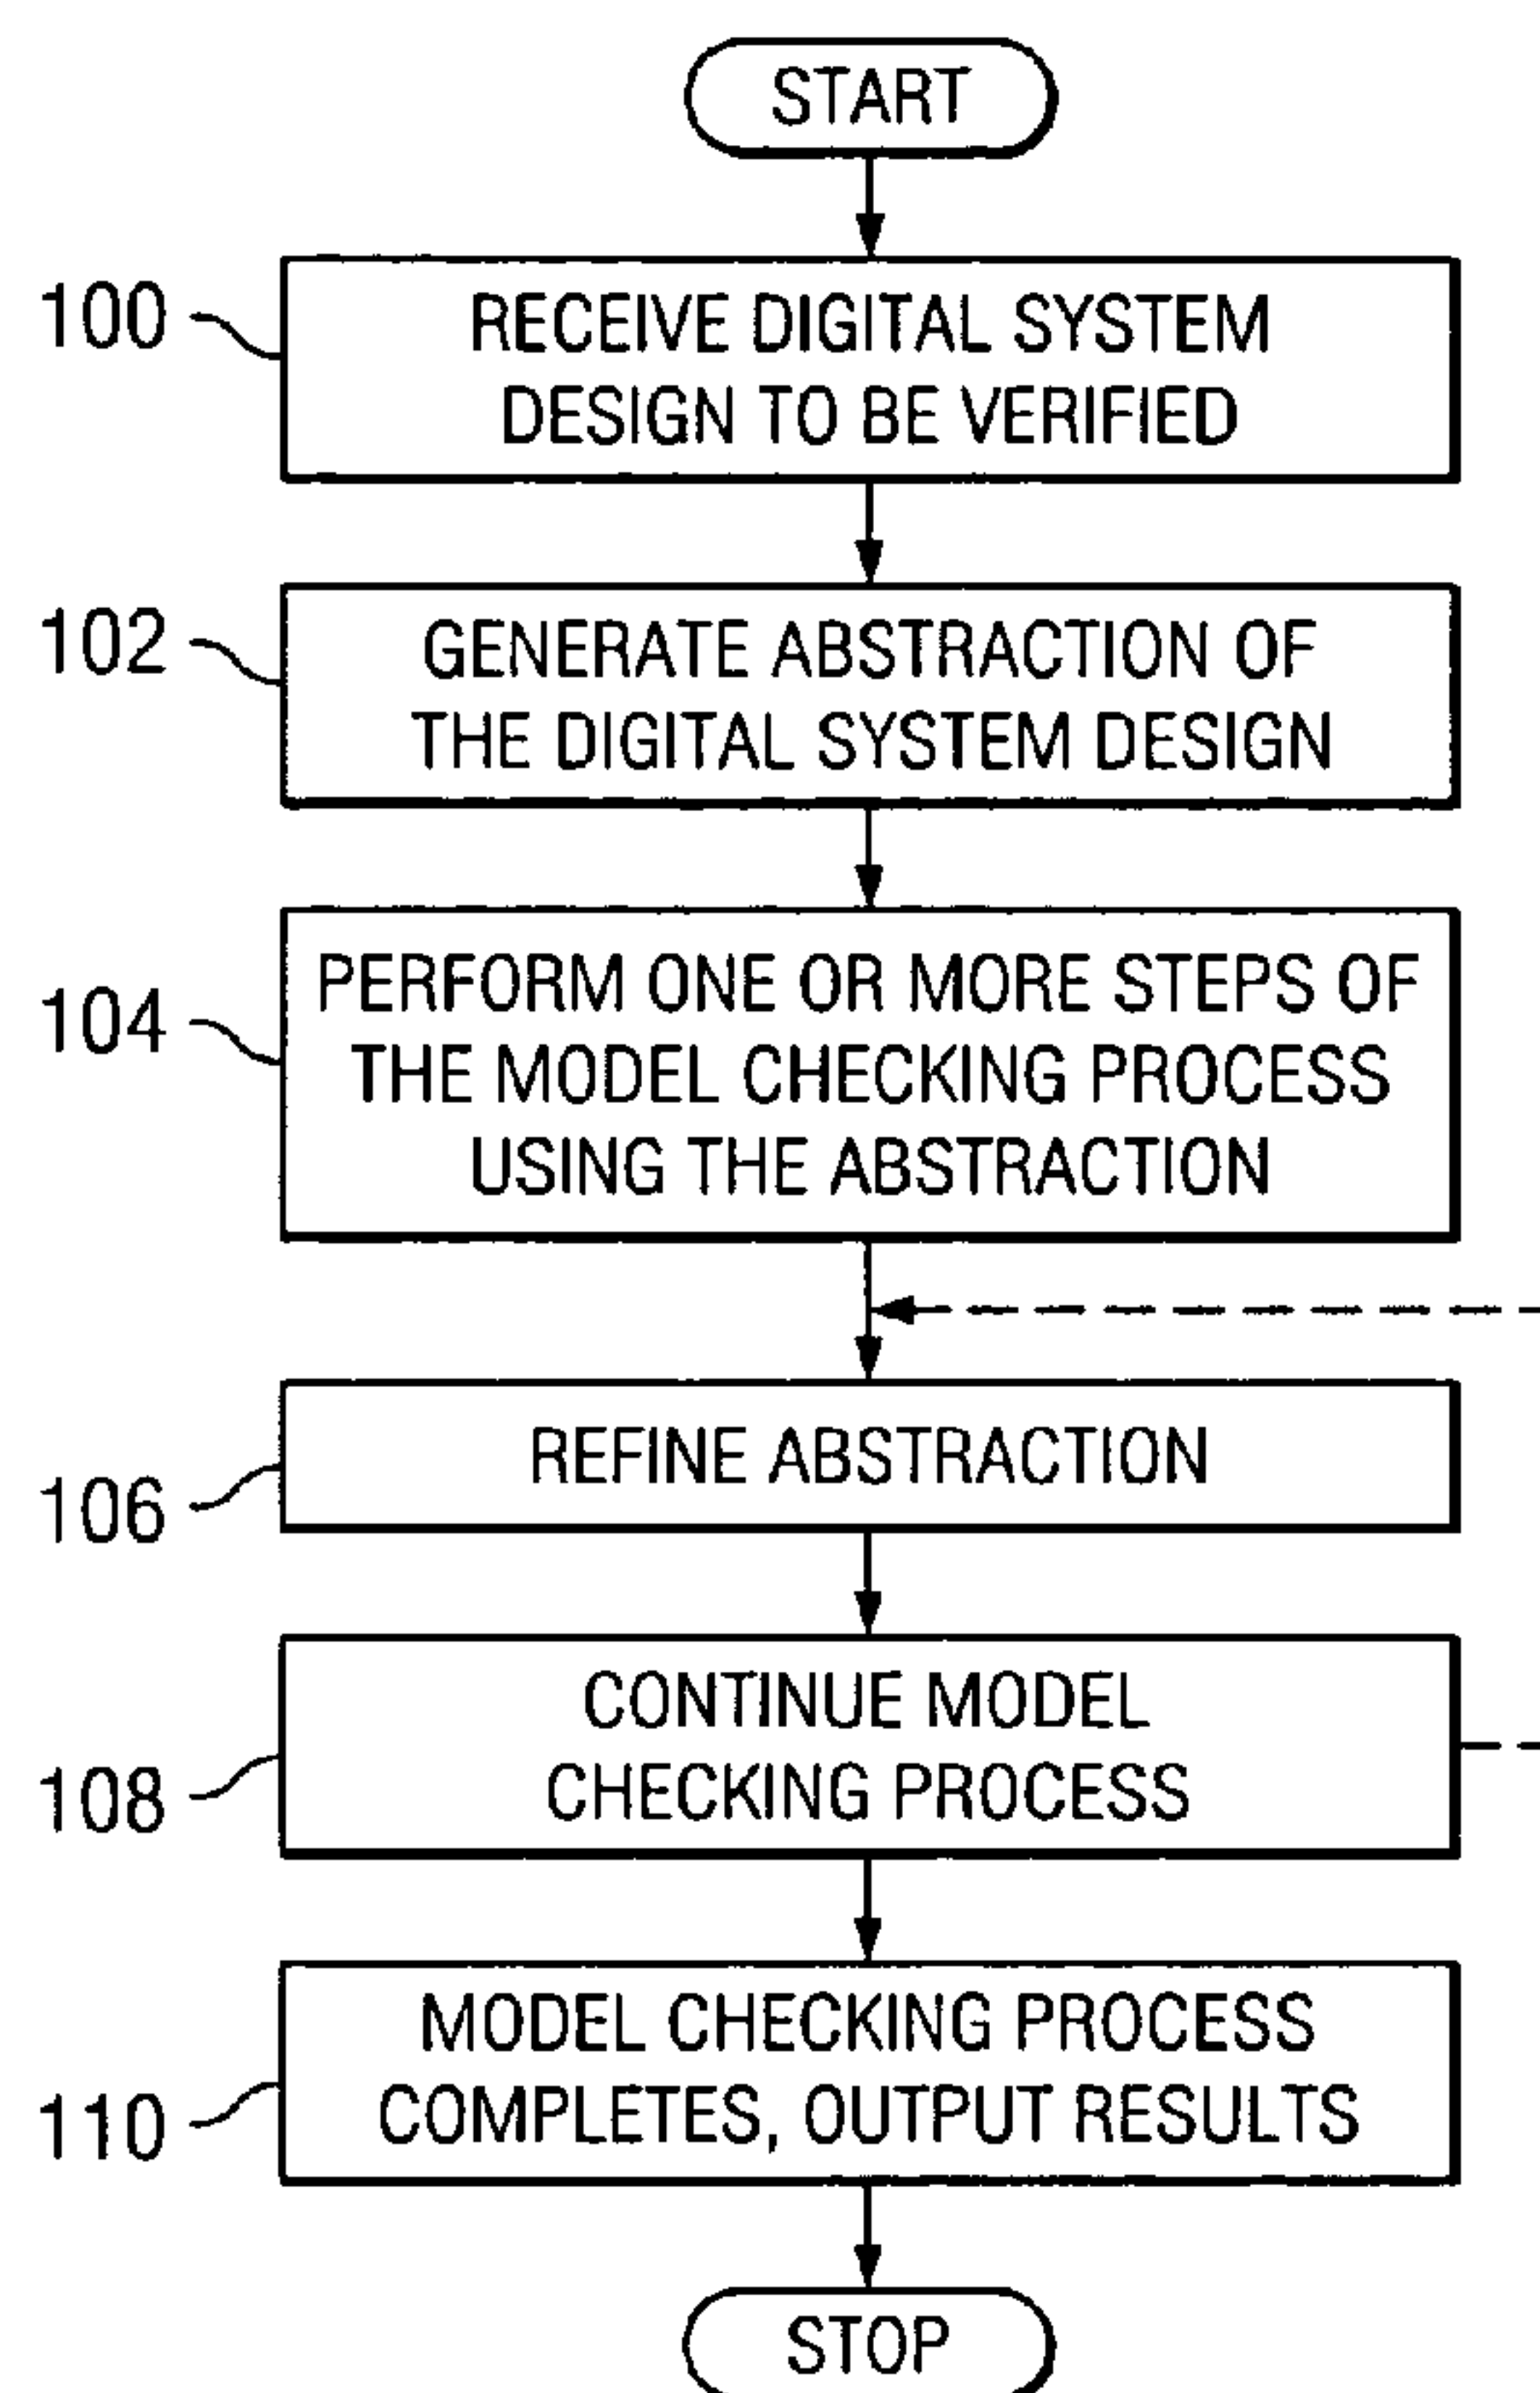 START
100
RECEIVE DIGITAL SYSTEM
DESIGN TO BE VERIFIED
102
GENERATE ABSTRACTION OF
THE DIGITAL SYSTEM DESIGN
104
PERFORM ONE OR MORE STEPS OF
THE MODEL CHECKING PROCESS
USING THE ABSTRACTION
106
REFINE ABSTRACTION
108
CONTINUE MODEL
CHECKING PROCESS
110
MODEL CHECKING PROCESS
COMPLETES, OUTPUT RESULTS
STOP